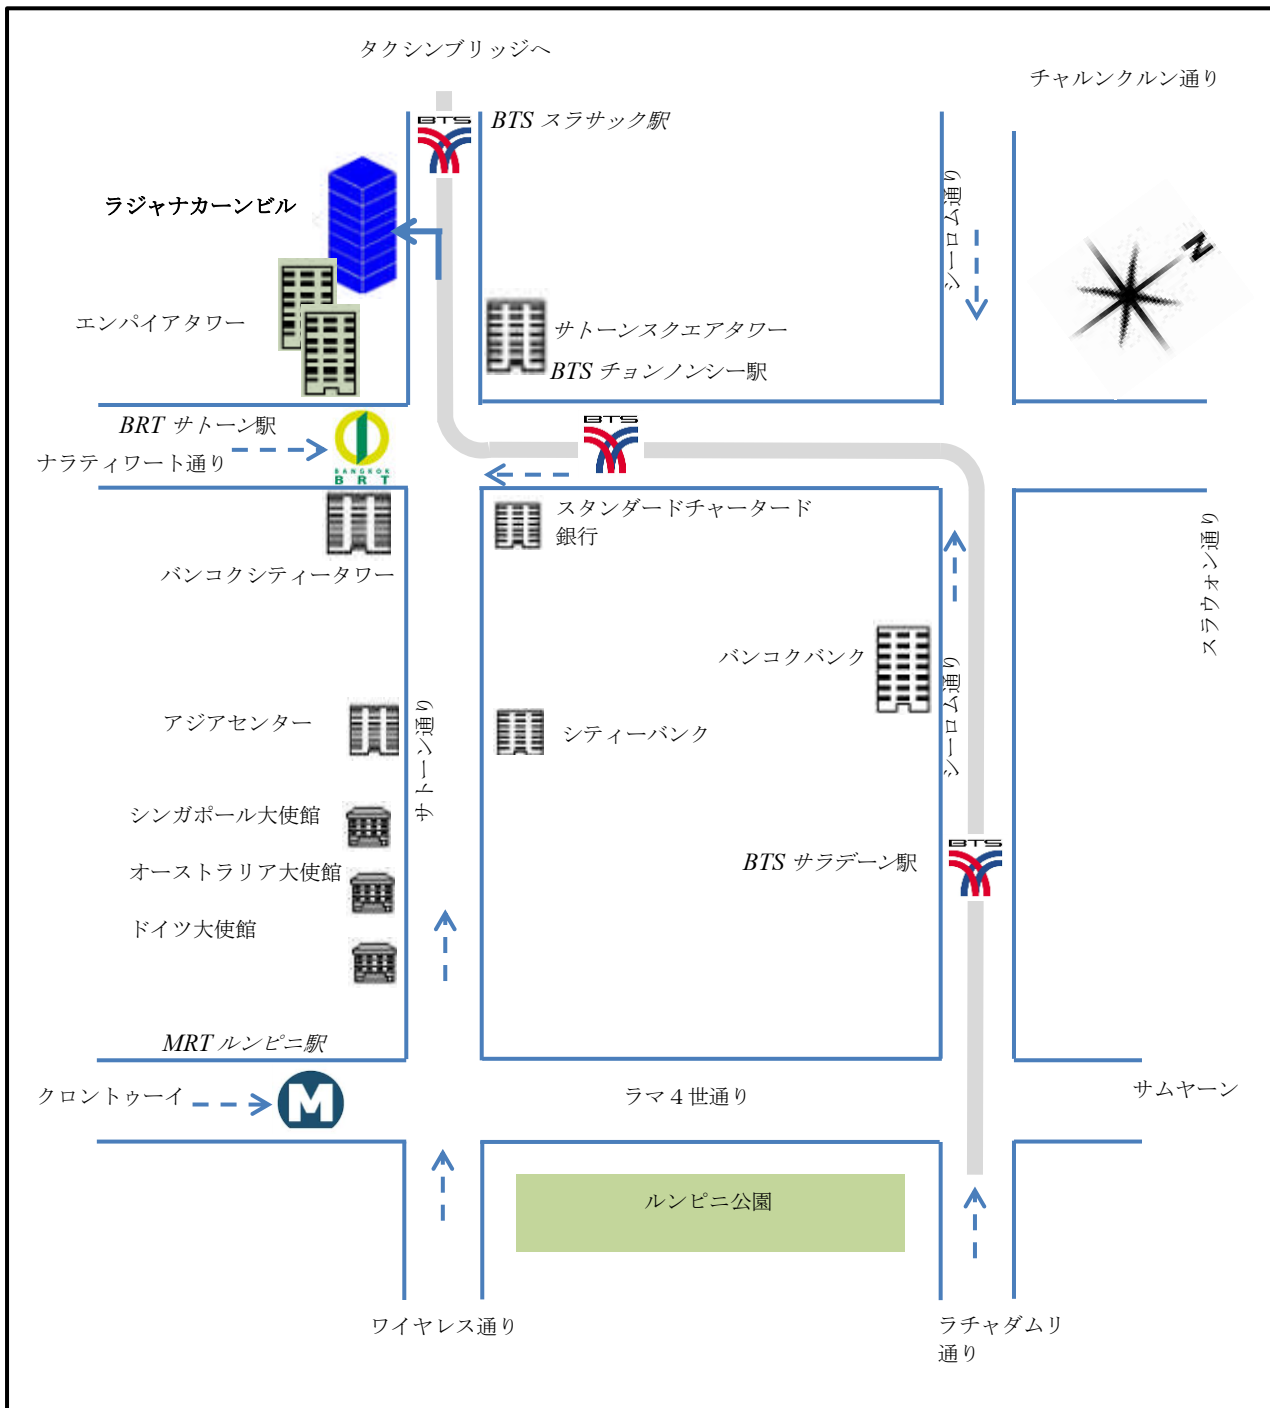 タクシンブリッジへ
チャルンクルン通り
BTS
BTS スラサック駅
シーロム通り
ラジャナカーンビル
N
エンパイアタワー
サトーンスクエアタワー
BTS チョンノンシー駅
BRT サトーン駅
BTS
ナラティワート通り
BANGKOK
BRT
スタンダードチャータード
銀行
スラウォン通り
バンコクシティータワー
バンコクバンク
シーロム通り
アジアセンター
サトーン通り
シティーバンク
シンガポール大使館
BTS
BTS サラデーン駅
オーストラリア大使館
ドイツ大使館
MRT ルンピニ駅
クロントゥーイ
M
ラマ４世通り
サムヤーン
ルンピニ公園
ワイヤレス通り
ラチャダムリ
通り